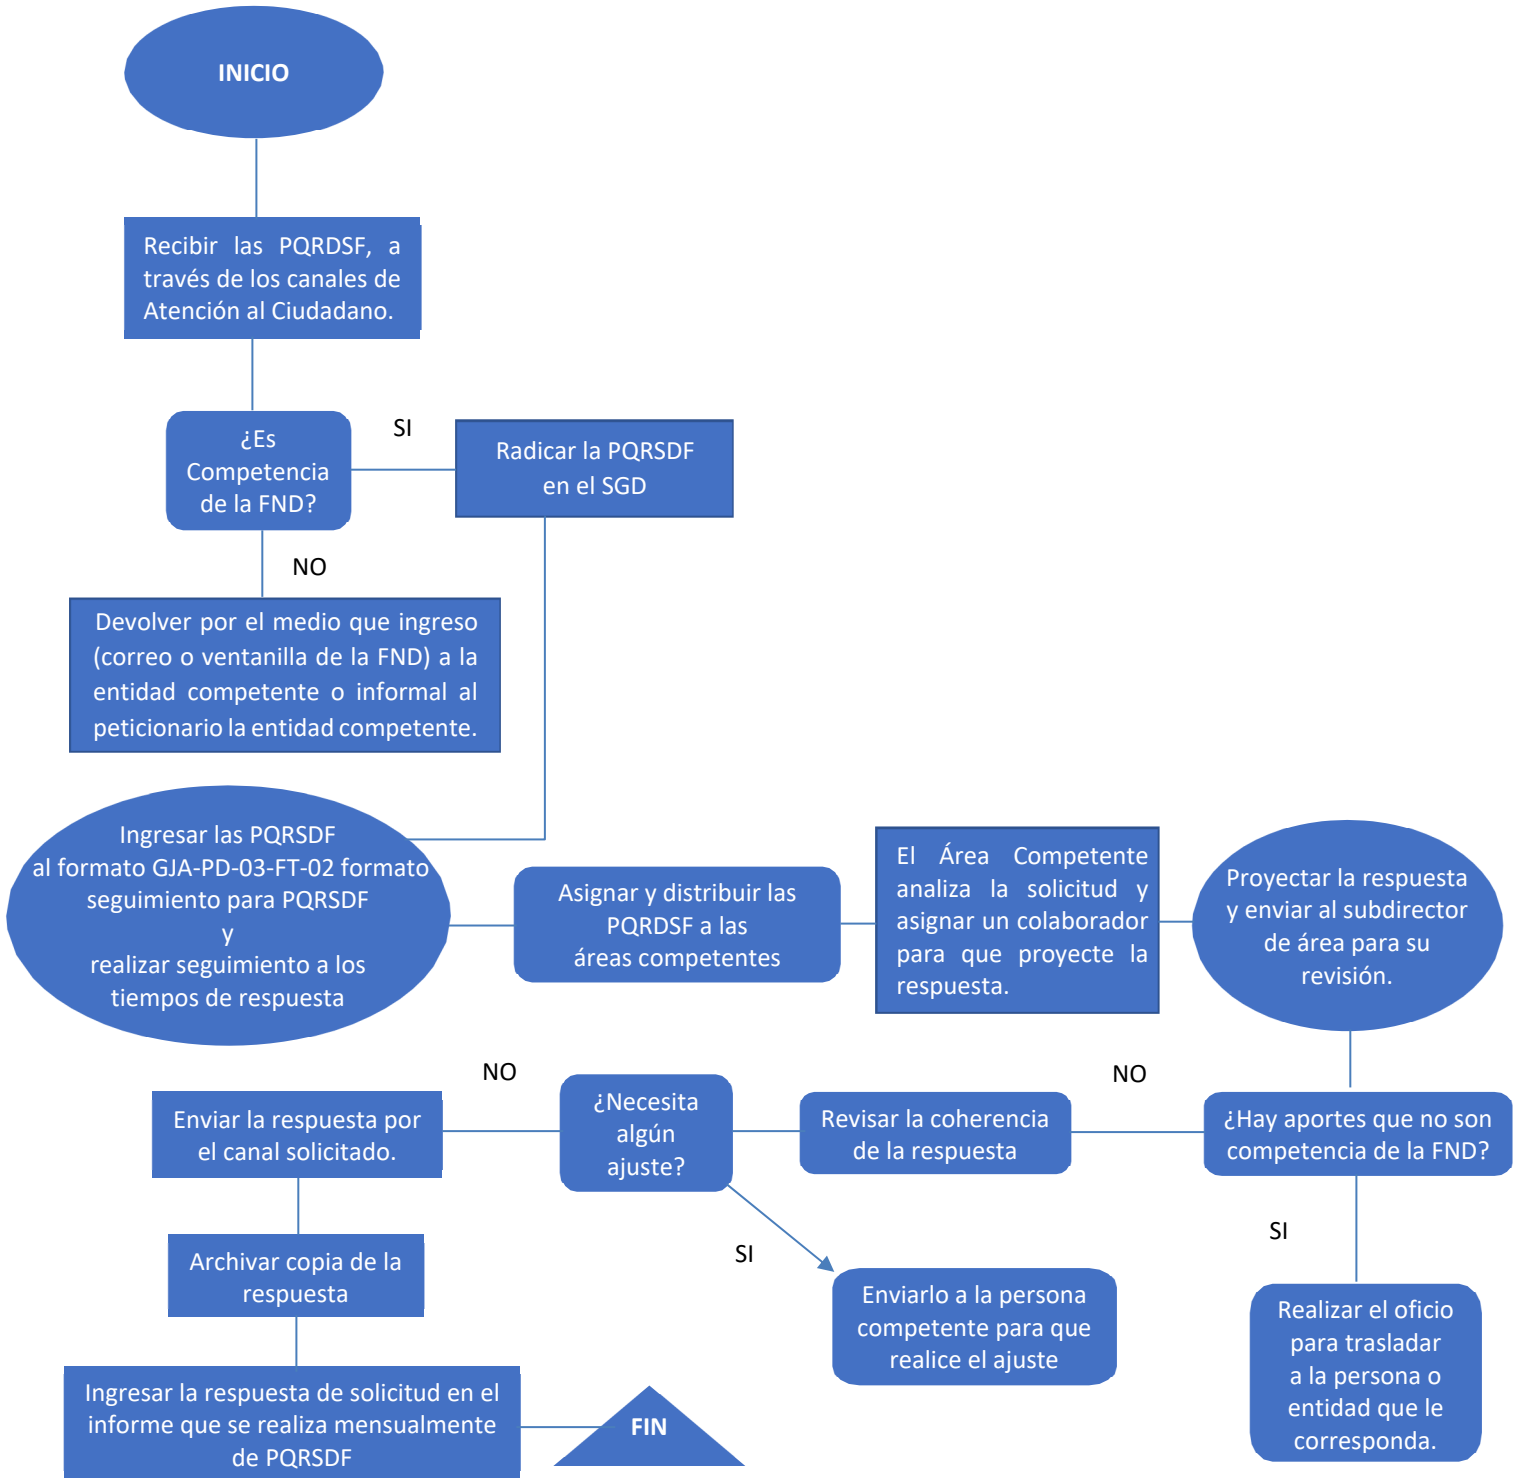 INICIO
Recibir las PQRDSF, a
través de los canales de
Atención al Ciudadano.
¿Es
Competencia
de la FND?
SI
Radicar la PQRSDF
en el SGD
NO
Devolver por el medio que ingreso
(correo o ventanilla de la FND) a la
entidad competente o informal al
peticionario la entidad competente.
Ingresar las PQRSDF
al formato GJA-PD-03-FT-02 formato
seguimiento para PQRSDF
y
realizar seguimiento a los
tiempos de respuesta
Asignar y distribuir las
PQRDSF a las
áreas competentes
El Área Competente
analiza la solicitud y
asignar un colaborador
para que proyecte la
respuesta.
Proyectar la respuesta
y enviar al subdirector
de área para su
revisión.
¿Hay aportes que no son
competencia de la FND?
NO
Revisar la coherencia
de la respuesta
¿Necesita
algún
ajuste?
NO
Enviar la respuesta por
el canal solicitado.
SI
Enviarlo a la persona
competente para que
realice el ajuste
SI
Realizar el oficio
para trasladar
a la persona o
entidad que le
corresponda.
Archivar copia de la
respuesta
Ingresar la respuesta de solicitud en el
informe que se realiza mensualmente
de PQRSDF
FIN